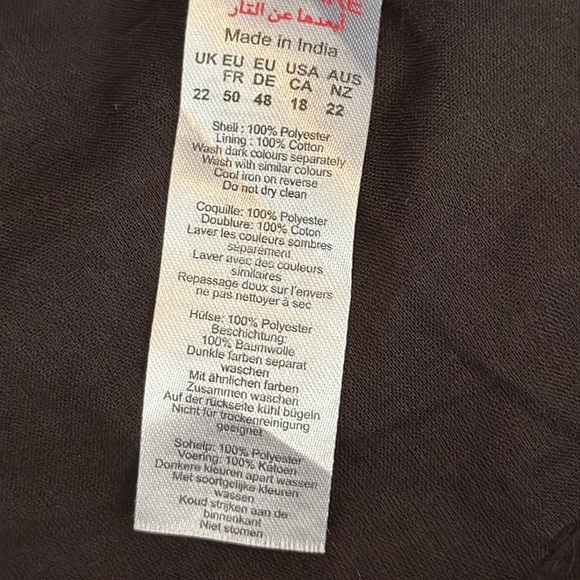 أبعدها عن النار
Made in India
UK EU EU USA AUS
FR DE CA NZ
22 50 48 18 22
Shell : 100% Polyester
Lining : 100% Cotton
Wash dark colours separately
Wash with similar colours
Cool iron on reverse
Do not dry clean
Coquille: 100% Polyester
Doublure: 100% Coton
Laver les couleurs sombres
séparément
Laver avec des couleurs
similaires
Repassage doux sur l'envers
ne pas nettoyer à sec
Hülse: 100% Polyester
Beschichtung:
100% Baumwolle
Dunkle farben separat
waschen
Mit ähnlichen farben
Zusammen waschen
Auf der rückseite kühl bügeln
Nicht für trockenreinigung
geeignet
Sohelp: 100% Polyester
Voering: 100% Katoen
Donkere kleuren apart wassen
Met soortgelijke kleuren
wassen
Koud strijken aan de
binnenkant
Niet stomen